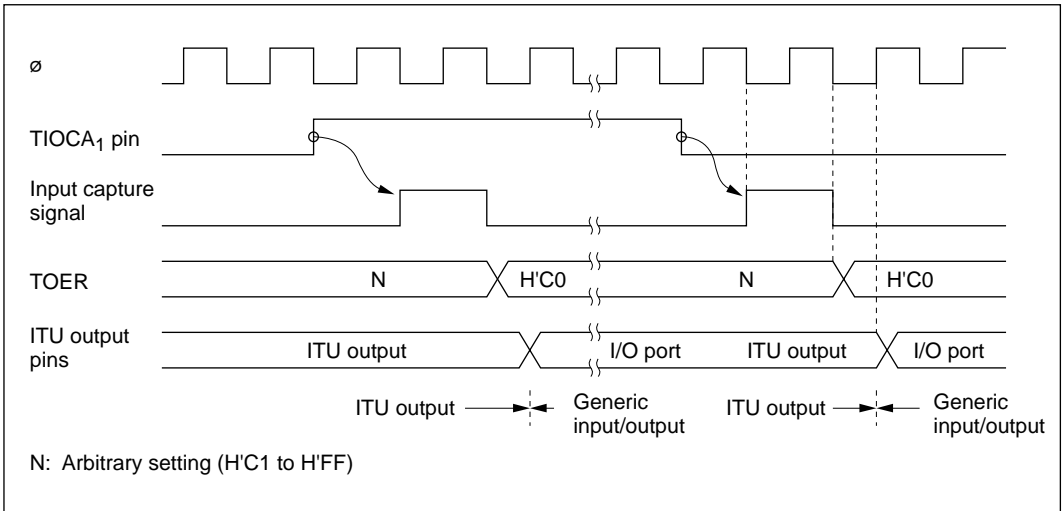 ø
TIOCA1 pin
Input capture
signal
TOER
N
H'C0
N
H'C0
ITU output
pins
ITU output
I/O port
ITU output
I/O port
ITU output
Generic
input/output
ITU output
Generic
input/output
N: Arbitrary setting (H'C1 to H'FF)